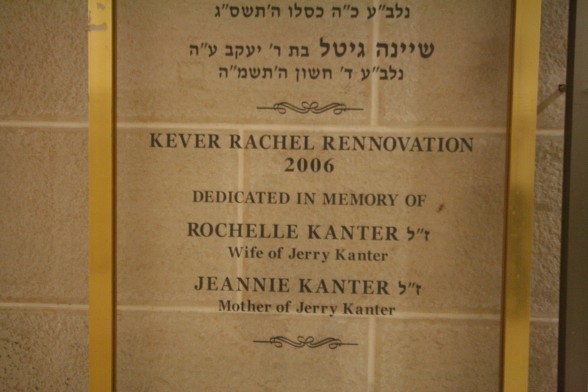 נלב״ע כ״ה כסלו ה׳תשס״ג
שיינה גיטל בת ר׳ יעקב ע״ה
נלב״ע ד׳ חשון ה׳תשמ״ה
KEVER RACHEL RENNOVATION
2006
DEDICATED IN MEMORY OF
ROCHELLE KANTER ז״ל
Wife of Jerry Kanter
JEANNIE KANTER ז״ל
Mother of Jerry Kanter